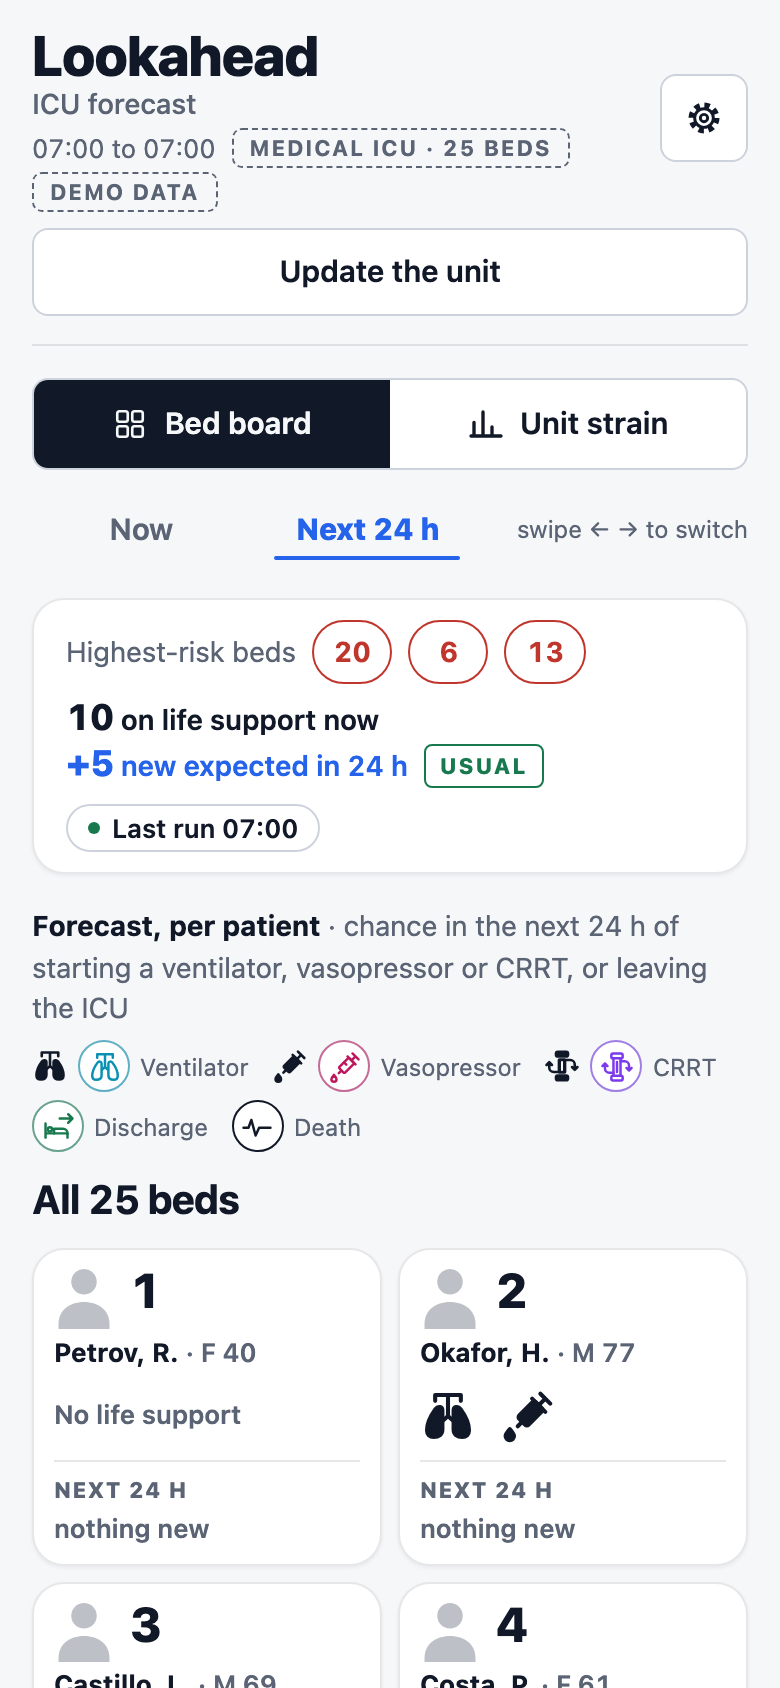 Lookahead
ICU forecast
07:00 to 07:00 MEDICAL ICU · 25 BEDS
DEMO DATA
Update the unit
Bed board Unit strain
Now Next 24 h swipe ← → to switch
Highest-risk beds 20 6 13
10 on life support now
+5 new expected in 24 h USUAL
Last run 07:00
Forecast, per patient · chance in the next 24 h of
starting a ventilator, vasopressor or CRRT, or leaving
the ICU
Ventilator Vasopressor CRRT
Discharge Death
All 25 beds
1
Petrov, R. · F 40
No life support
NEXT 24 H
nothing new
2
Okafor, H. · M 77
NEXT 24 H
nothing new
3
Castillo, L. · M 69
4
Costa, P. · F 61